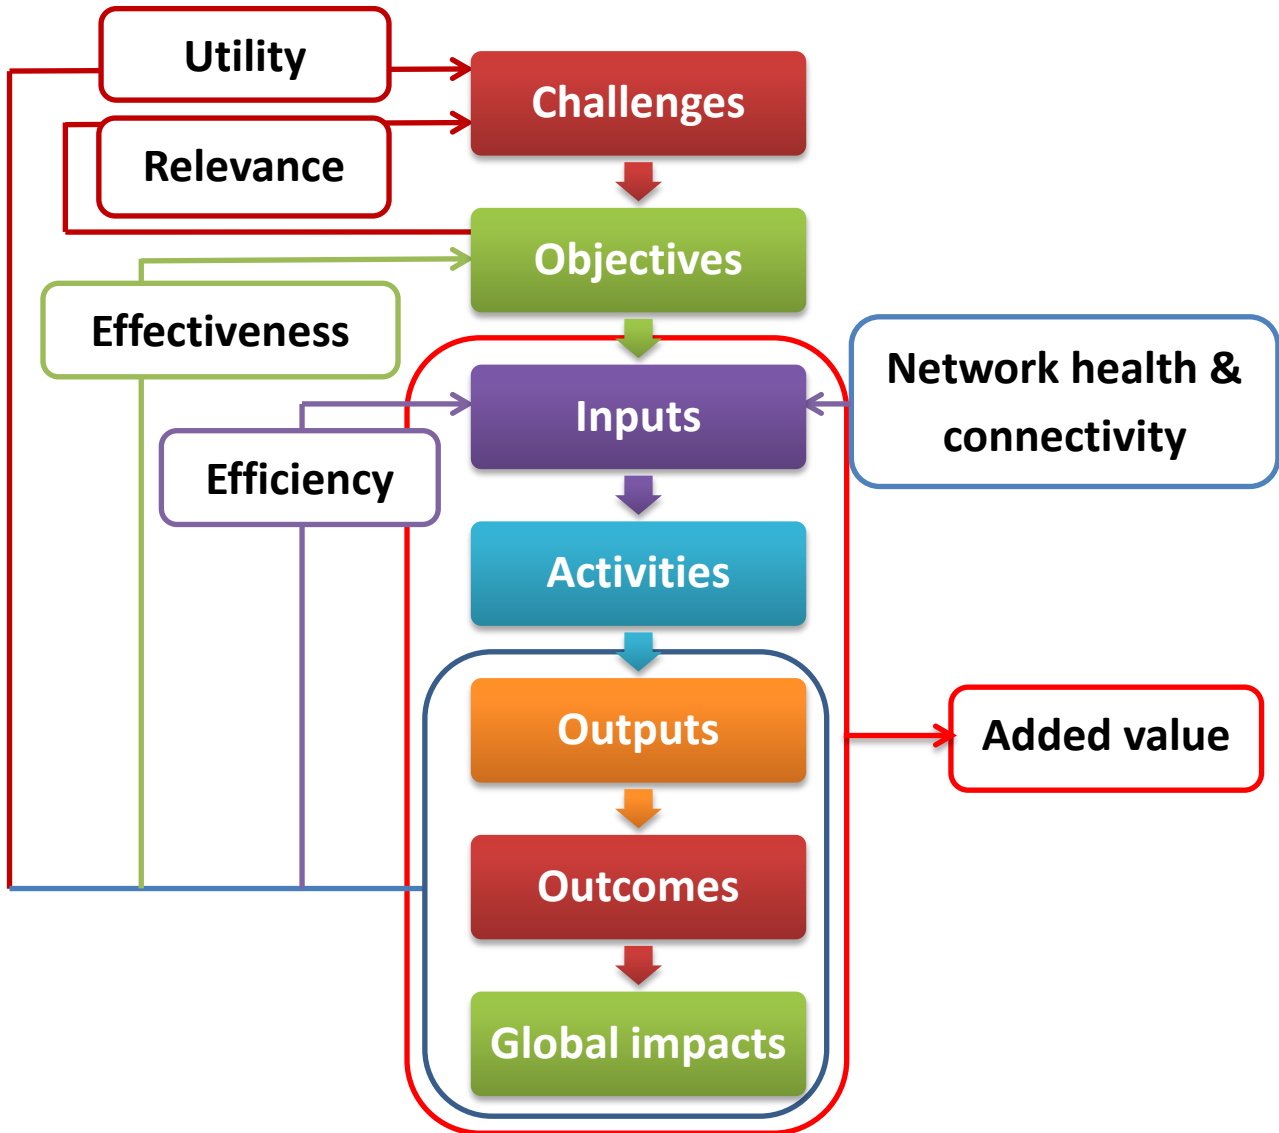 Utility
Challenges
Relevance
Objectives
Effectiveness
Network health &
connectivity
Inputs
Efficiency
Activities
Outputs
Added value
Outcomes
Global impacts